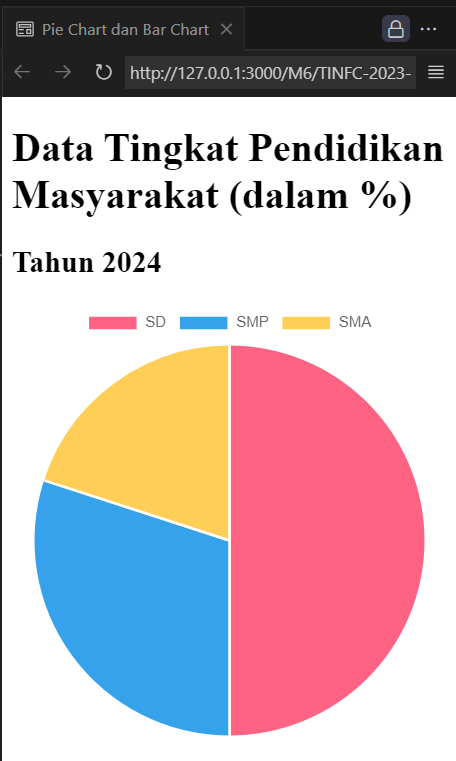 Pie Chart dan Bar Chart
http://127.0.0.1:3000/M6/TINFC-2023-
Data Tingkat Pendidikan
Masyarakat (dalam %)
Tahun 2024
SD SMP SMA